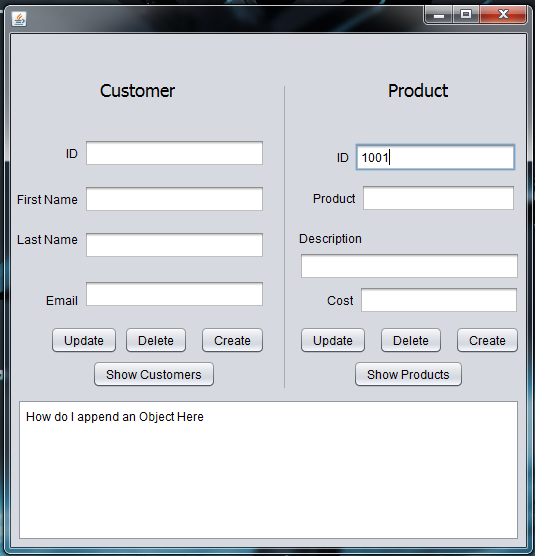 Customer
ID
First Name
Last Name
Email
Update Delete Create
Show Customers
Product
ID 1001
Product
Description
Cost
Update Delete Create
Show Products
How do I append an Object Here